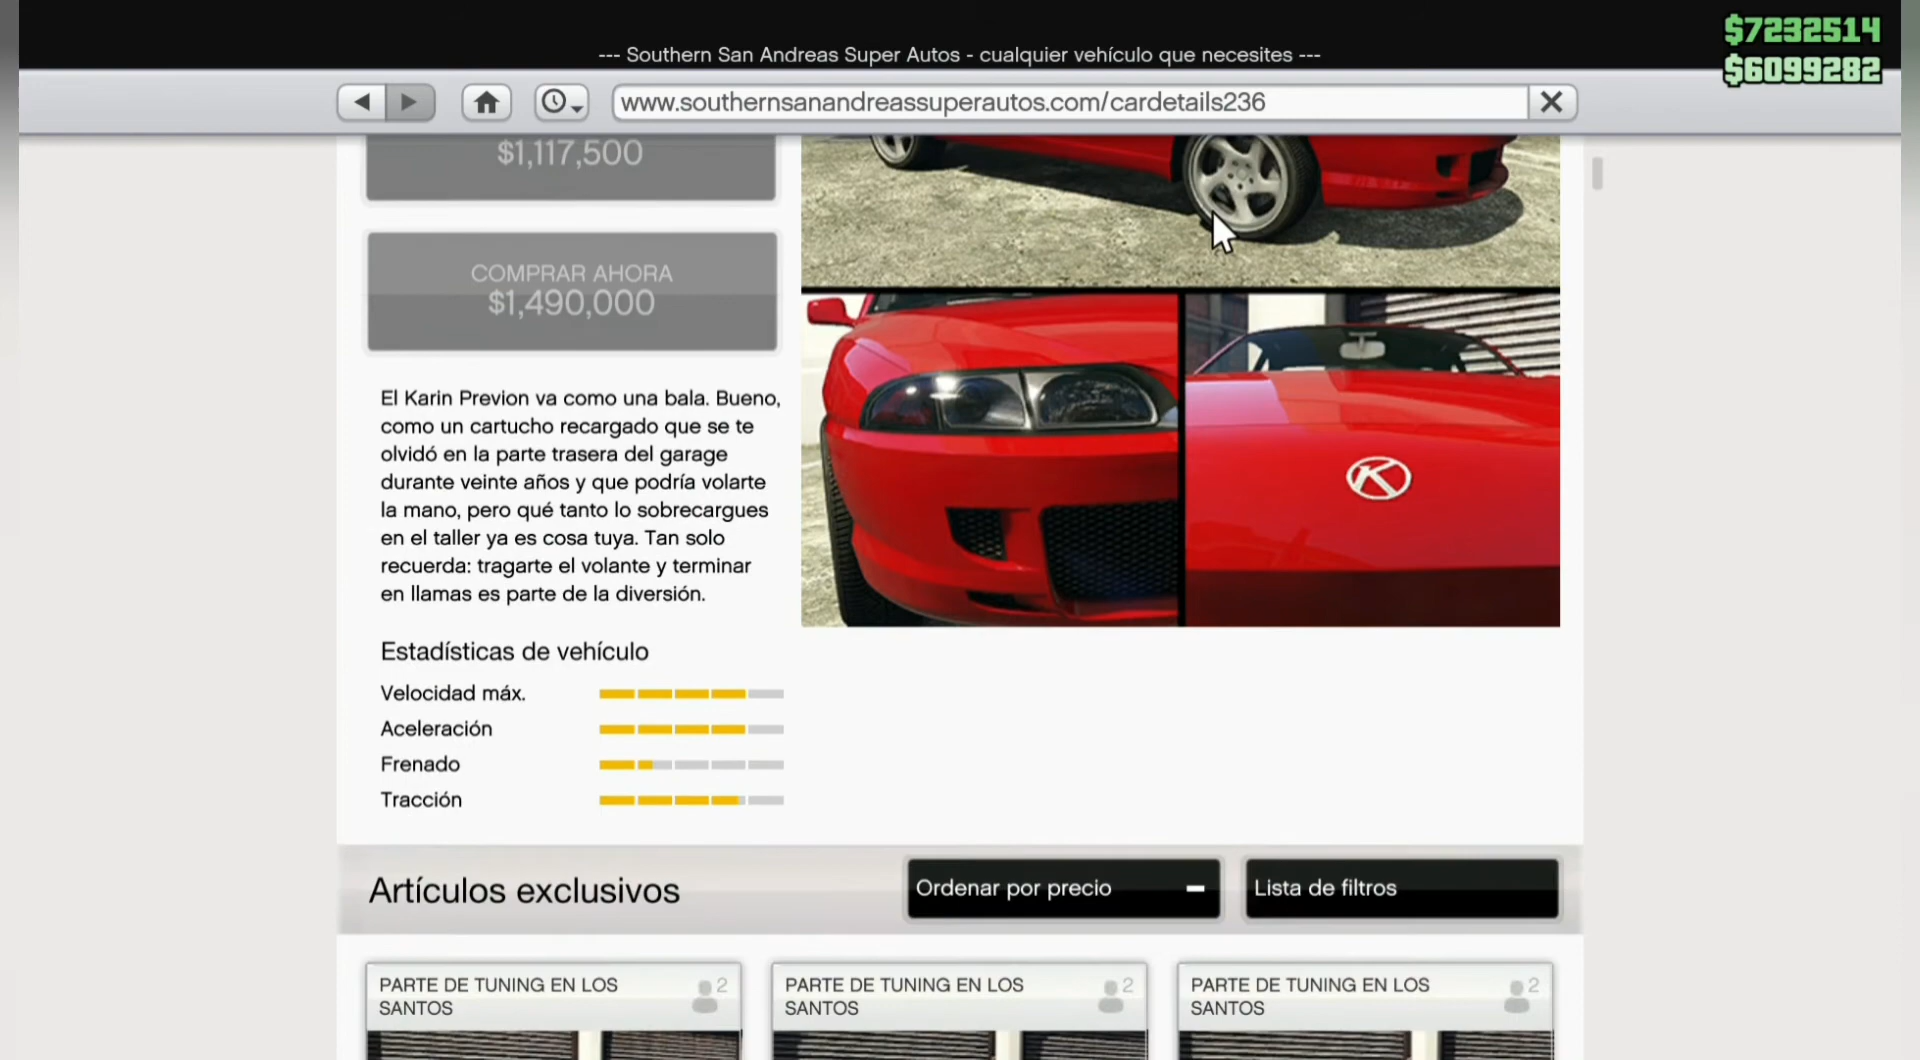 $7232514
--- Southern San Andreas Super Autos - cualquier vehículo que necesites ---
$6099282
www.southernsanandreassuperautos.com/cardetails236
$1,117,500
COMPRAR AHORA
$1,490,000
El Karin Previon va como una bala. Bueno,
como un cartucho recargado que se te
olvidó en la parte trasera del garage
durante veinte años y que podría volarte
la mano, pero qué tanto lo sobrecargues
en el taller ya es cosa tuya. Tan solo
recuerda: tragarte el volante y terminar
en llamas es parte de la diversión.
K
Estadísticas de vehículo
Velocidad máx.
Aceleración
Frenado
Tracción
Artículos exclusivos
Ordenar por precio
Lista de filtros
PARTE DE TUNING EN LOS
SANTOS
2
PARTE DE TUNING EN LOS
SANTOS
2
PARTE DE TUNING EN LOS
SANTOS
2